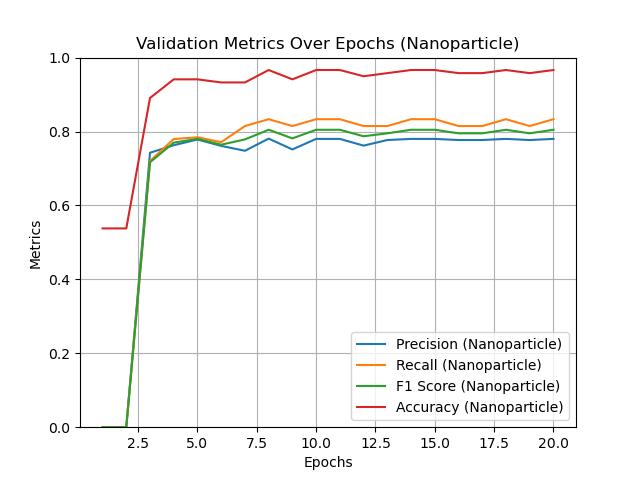 Validation Metrics Over Epochs (Nanoparticle)
1.0
0.8
0.6
0.4
0.2
0.0
Metrics
2.5 5.0 7.5 10.0 12.5 15.0 17.5 20.0
Epochs
Precision (Nanoparticle)
Recall (Nanoparticle)
F1 Score (Nanoparticle)
Accuracy (Nanoparticle)